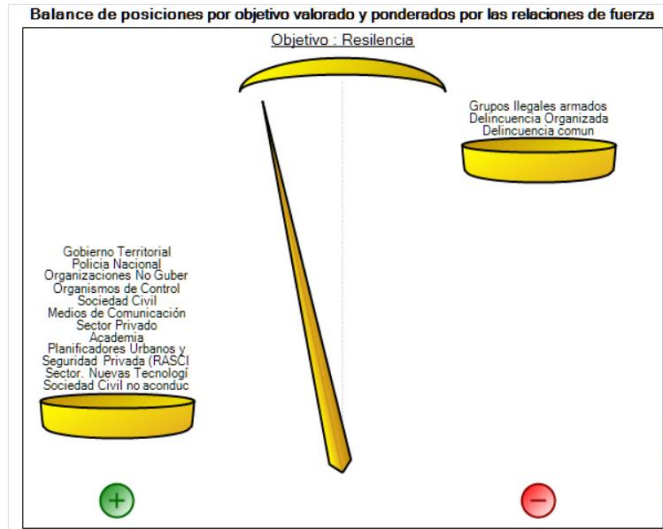 Balance de posiciones por objetivo valorado y ponderados por las relaciones de fuerza
Objetivo : Resilencia
Grupos Ilegales armados
Delincuencia Organizada
Delincuencia comun
Gobierno Territorial
Policia Nacional
Organizaciones No Guber
Organismos de Control
Sociedad Civil
Medios de Comunicación
Sector Privado
Academia
Planificadores Urbanos y
Seguridad Privada (RASCI
Sector. Nuevas Tecnologí
Sociedad Civil no aconduc